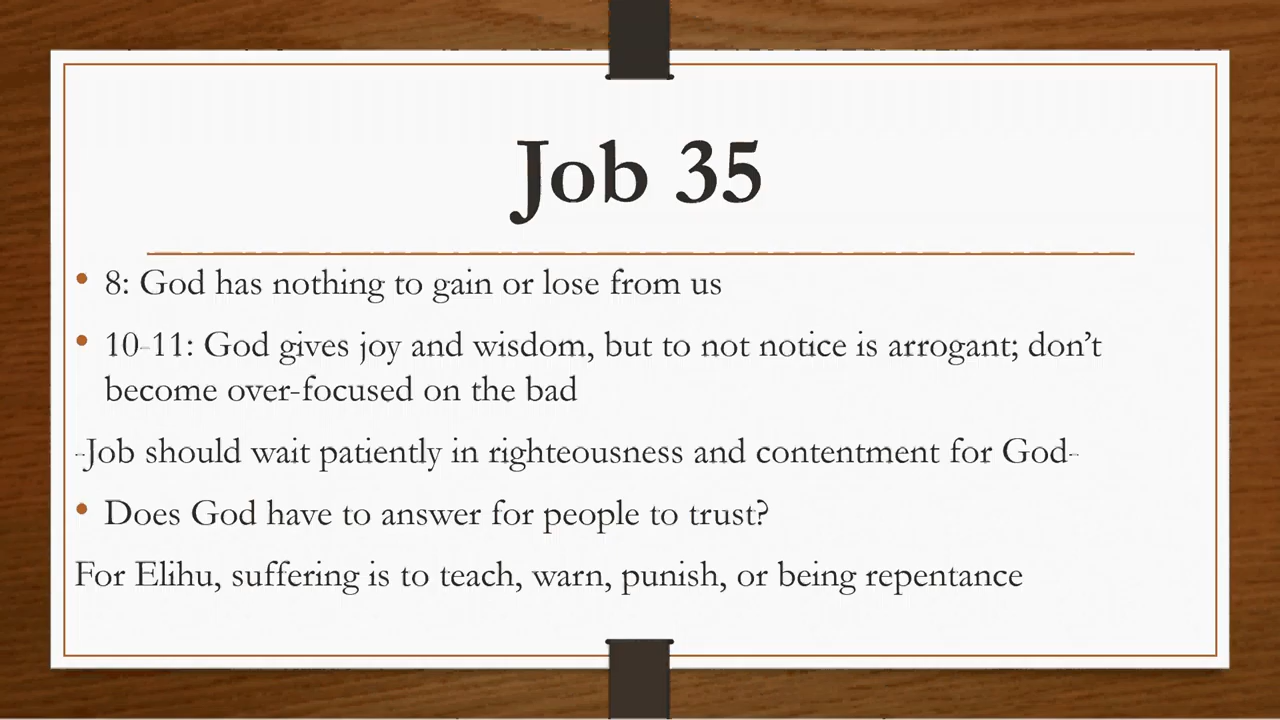 Job 35
• 8: God has nothing to gain or lose from us
• 10-11: God gives joy and wisdom, but to not notice is arrogant; don’t
become over-focused on the bad
-Job should wait patiently in righteousness and contentment for God-
• Does God have to answer for people to trust?
For Elihu, suffering is to teach, warn, punish, or being repentance